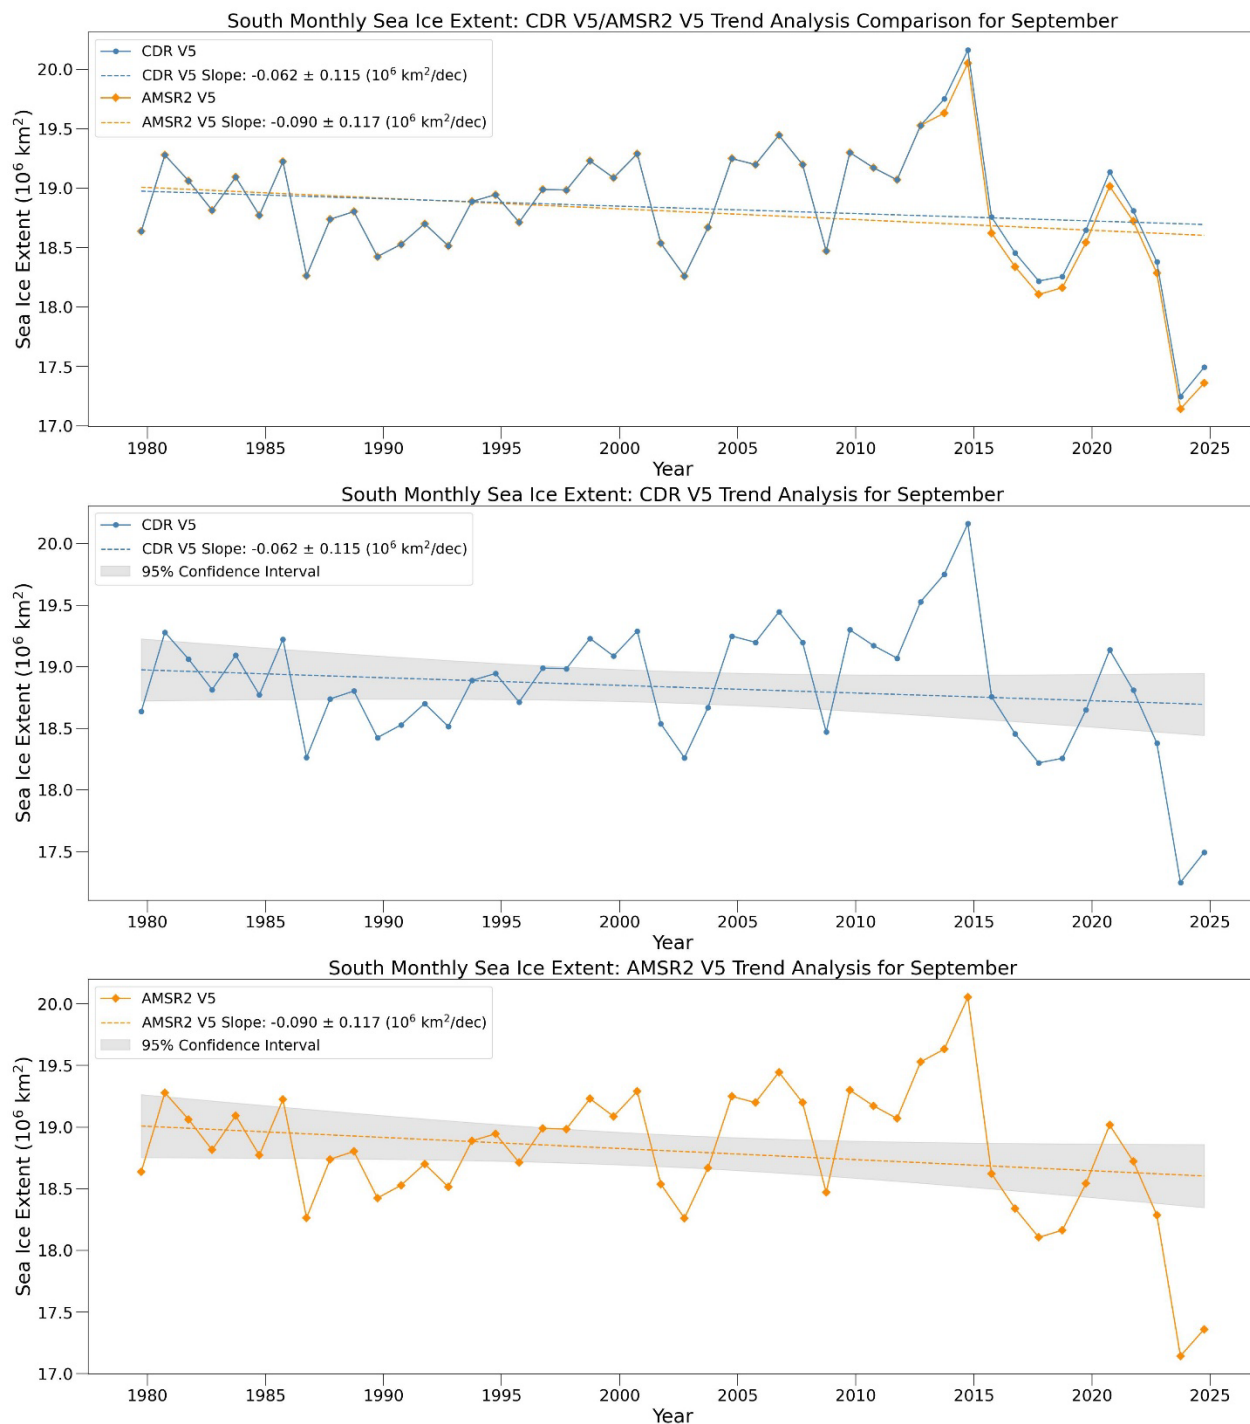 South Monthly Sea Ice Extent: CDR V5/AMSR2 V5 Trend Analysis Comparison for September
CDR V5
CDR V5 Slope: -0.062 ± 0.115 (10⁶ km²/dec)
AMSR2 V5
AMSR2 V5 Slope: -0.090 ± 0.117 (10⁶ km²/dec)
Sea Ice Extent (10⁶ km²)
20.0
19.5
19.0
18.5
18.0
17.5
17.0
1980 1985 1990 1995 2000 2005 2010 2015 2020 2025
Year
South Monthly Sea Ice Extent: CDR V5 Trend Analysis for September
CDR V5
CDR V5 Slope: -0.062 ± 0.115 (10⁶ km²/dec)
95% Confidence Interval
Sea Ice Extent (10⁶ km²)
20.0
19.5
19.0
18.5
18.0
17.5
1980 1985 1990 1995 2000 2005 2010 2015 2020 2025
Year
South Monthly Sea Ice Extent: AMSR2 V5 Trend Analysis for September
AMSR2 V5
AMSR2 V5 Slope: -0.090 ± 0.117 (10⁶ km²/dec)
95% Confidence Interval
Sea Ice Extent (10⁶ km²)
20.0
19.5
19.0
18.5
18.0
17.5
17.0
1980 1985 1990 1995 2000 2005 2010 2015 2020 2025
Year